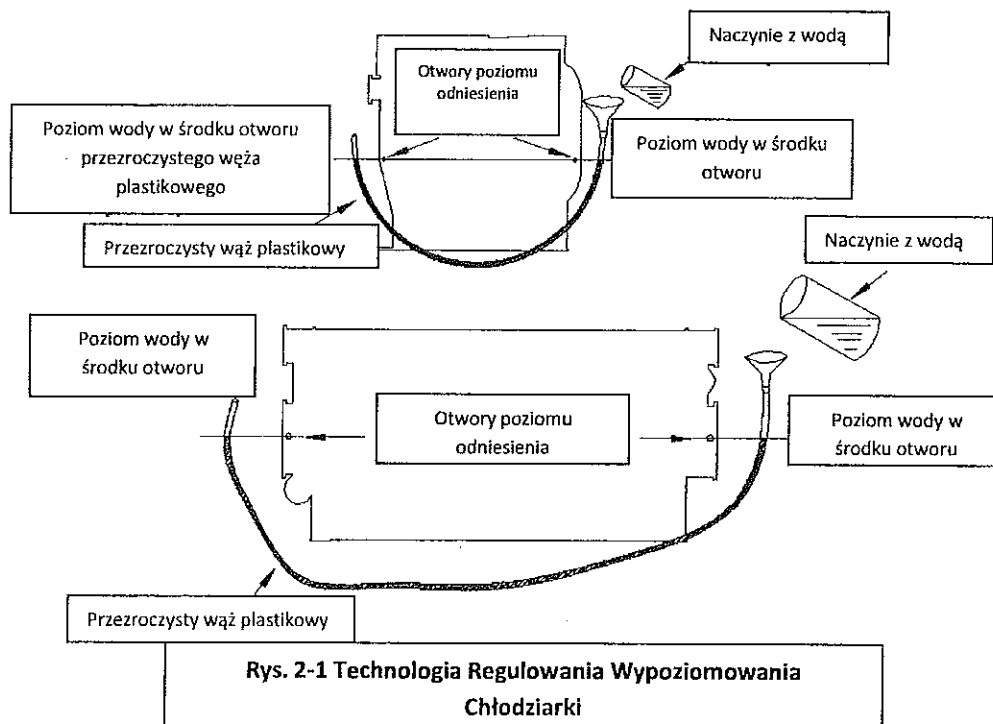 Naczynie z wodą
Otwory poziomu
odniesienia
Poziom wody w środku otworu
przezroczystego węża
plastikowego
Poziom wody w środku
otworu
Przezroczysty wąż plastikowy
Naczynie z wodą
Poziom wody w
środku otworu
Otwory poziomu
odniesienia
Poziom wody w
środku otworu
Przezroczysty wąż plastikowy
Rys. 2-1 Technologia Regulowania Wypoziomowania
Chłodziarki